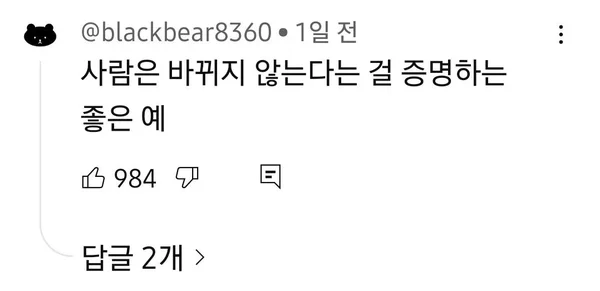 @blackbear8360 • 1일 전
사람은 바뀌지 않는다는 걸 증명하는
좋은 예
984
답글 2개